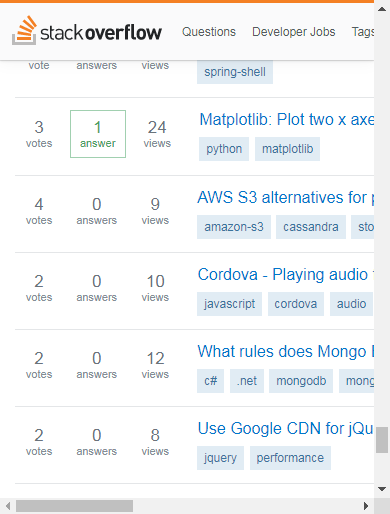 stackoverflow Questions Developer Jobs Tags
vote answers views
spring-shell
3 1 24 Matplotlib: Plot two x axe
votes answer views
python matplotlib
4 0 9 AWS S3 alternatives for
votes answers views
amazon-s3 cassandra sto
2 0 10 Cordova - Playing audio
votes answers views
javascript cordova audio
2 0 12 What rules does Mongo
votes answers views
c# .net mongodb mong
2 0 8 Use Google CDN for jQu
votes answers views
jquery performance